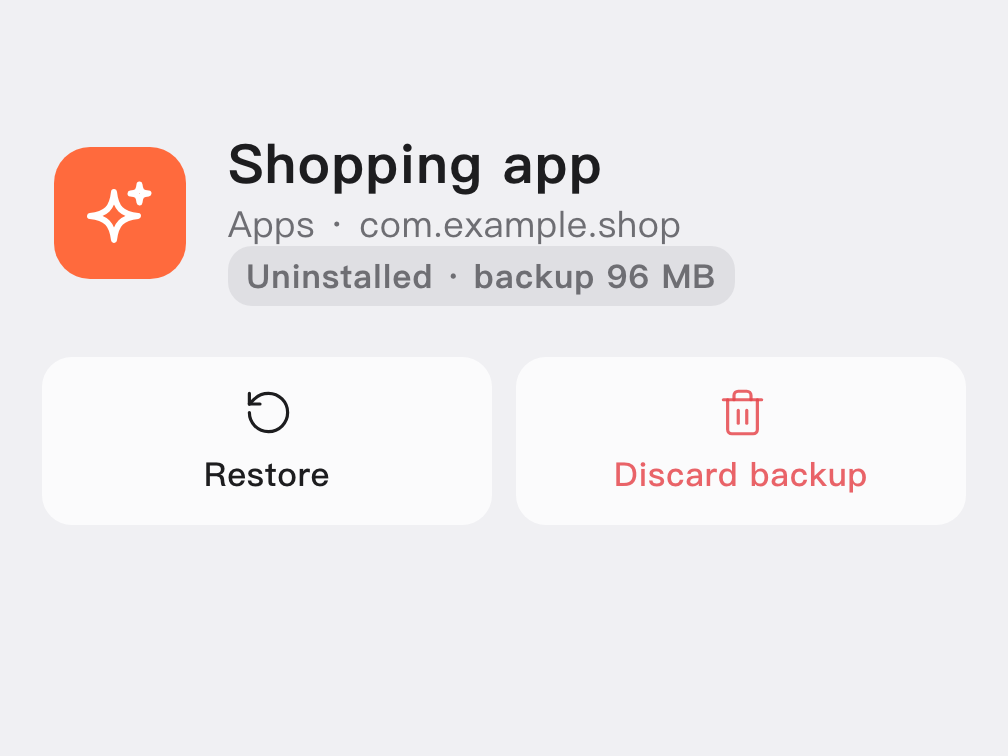 Shopping app
Apps · com.example.shop
Uninstalled · backup 96 MB
Restore
Discard backup